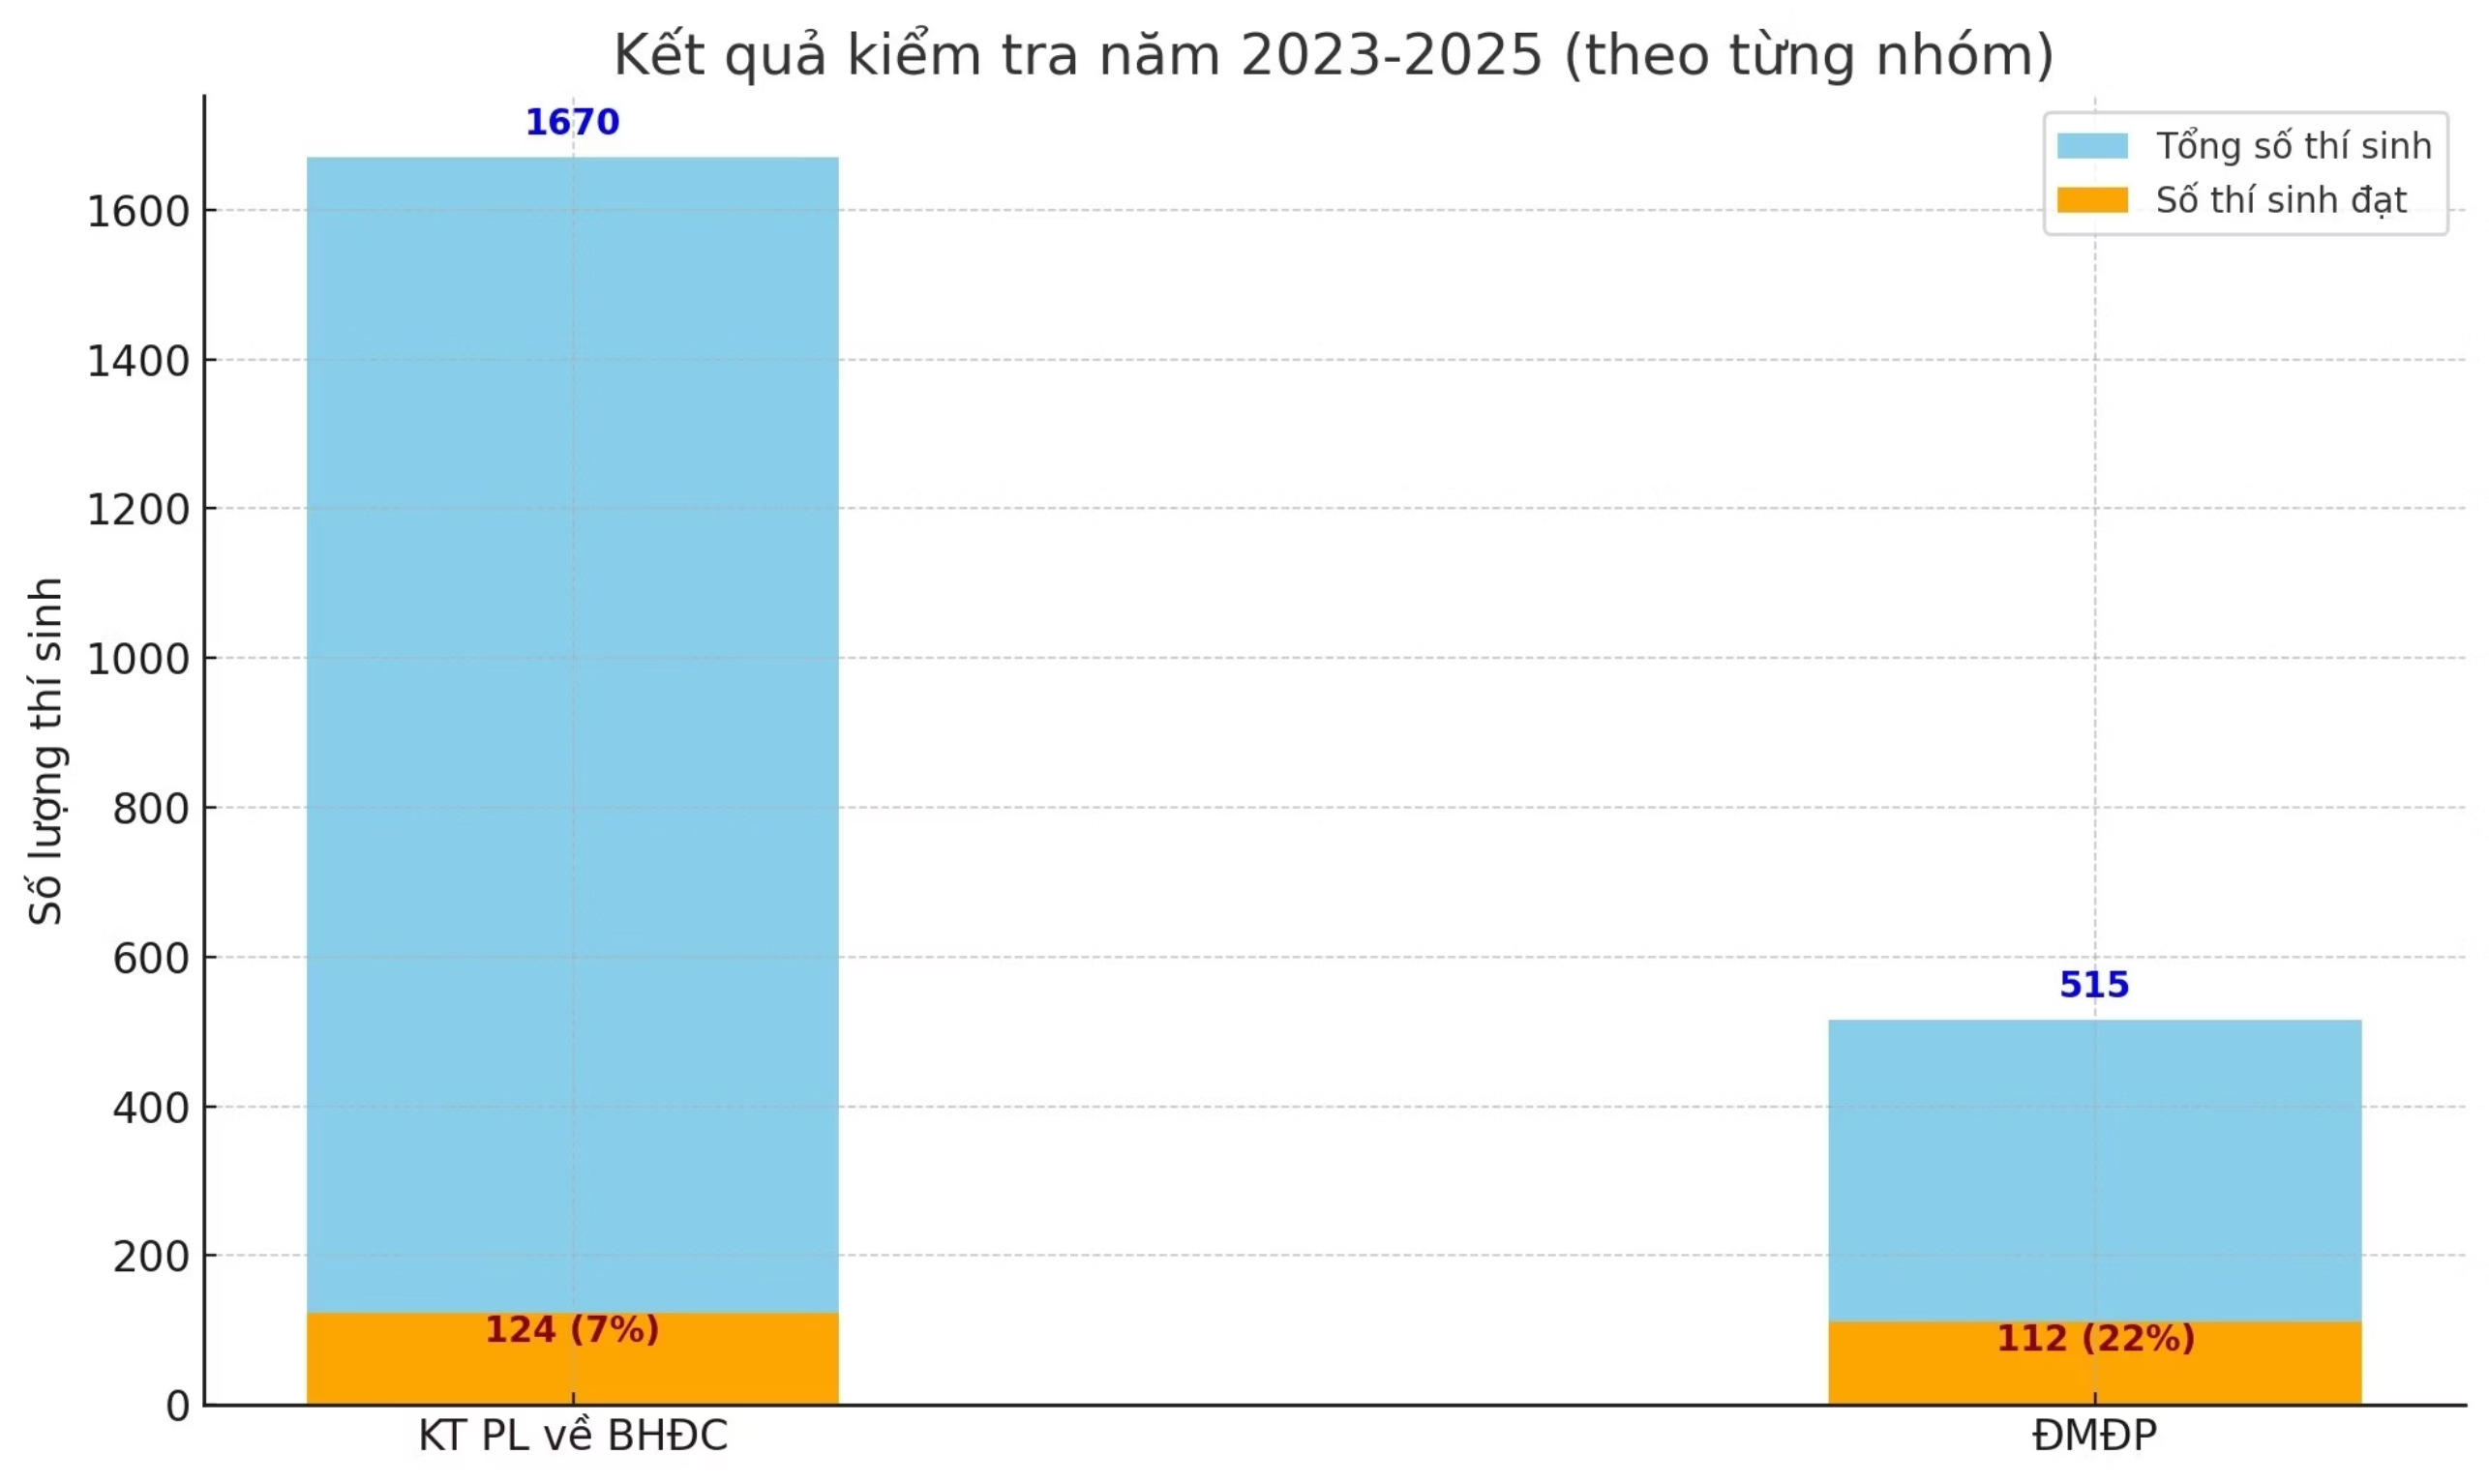 Kết quả kiểm tra năm 2023-2025 (theo từng nhóm)
Tổng số thí sinh
Số thí sinh đạt
Số lượng thí sinh
1600
1400
1200
1000
800
600
400
200
0
1670
124 (7%)
515
112 (22%)
KT PL về BHĐC
ĐMĐP